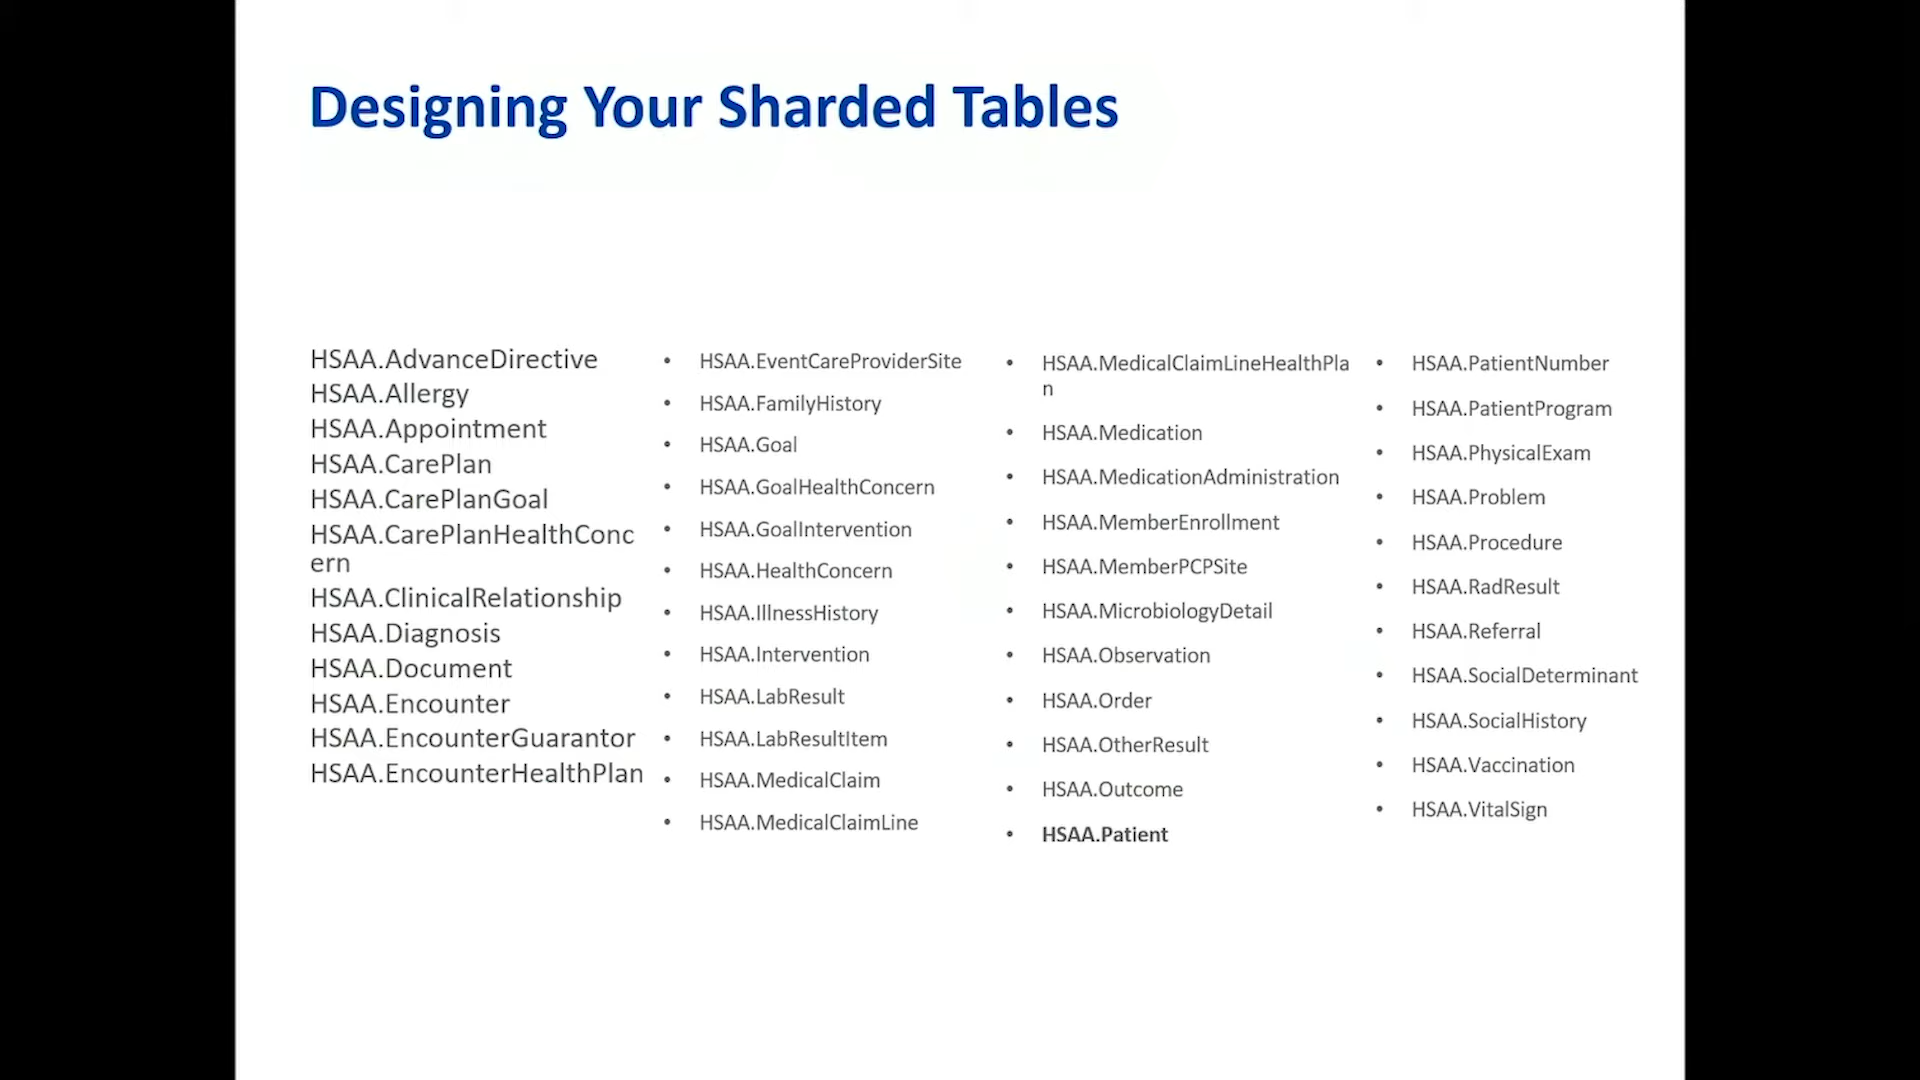 Designing Your Sharded Tables
HSAA.AdvanceDirective
HSAA.Allergy
HSAA.Appointment
HSAA.CarePlan
HSAA.CarePlanGoal
HSAA.CarePlanHealthConc
ern
HSAA.ClinicalRelationship
HSAA.Diagnosis
HSAA.Document
HSAA.Encounter
HSAA.EncounterGuarantor
HSAA.EncounterHealthPlan
• HSAA.EventCareProviderSite
• HSAA.FamilyHistory
• HSAA.Goal
• HSAA.GoalHealthConcern
• HSAA.GoalIntervention
• HSAA.HealthConcern
• HSAA.IllnessHistory
• HSAA.Intervention
• HSAA.LabResult
• HSAA.LabResultItem
• HSAA.MedicalClaim
• HSAA.MedicalClaimLine
• HSAA.MedicalClaimLineHealthPla
n
• HSAA.Medication
• HSAA.MedicationAdministration
• HSAA.MemberEnrollment
• HSAA.MemberPCPSite
• HSAA.MicrobiologyDetail
• HSAA.Observation
• HSAA.Order
• HSAA.OtherResult
• HSAA.Outcome
• HSAA.Patient
• HSAA.PatientNumber
• HSAA.PatientProgram
• HSAA.PhysicalExam
• HSAA.Problem
• HSAA.Procedure
• HSAA.RadResult
• HSAA.Referral
• HSAA.SocialDeterminant
• HSAA.SocialHistory
• HSAA.Vaccination
• HSAA.VitalSign